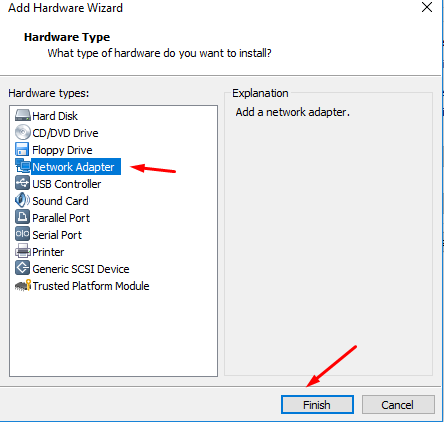 Add Hardware Wizard
Hardware Type
What type of hardware do you want to install?
Hardware types:
Hard Disk
CD/DVD Drive
Floppy Drive
Network Adapter
USB Controller
Sound Card
Parallel Port
Serial Port
Printer
Generic SCSI Device
Trusted Platform Module
Explanation
Add a network adapter.
Finish
Cancel